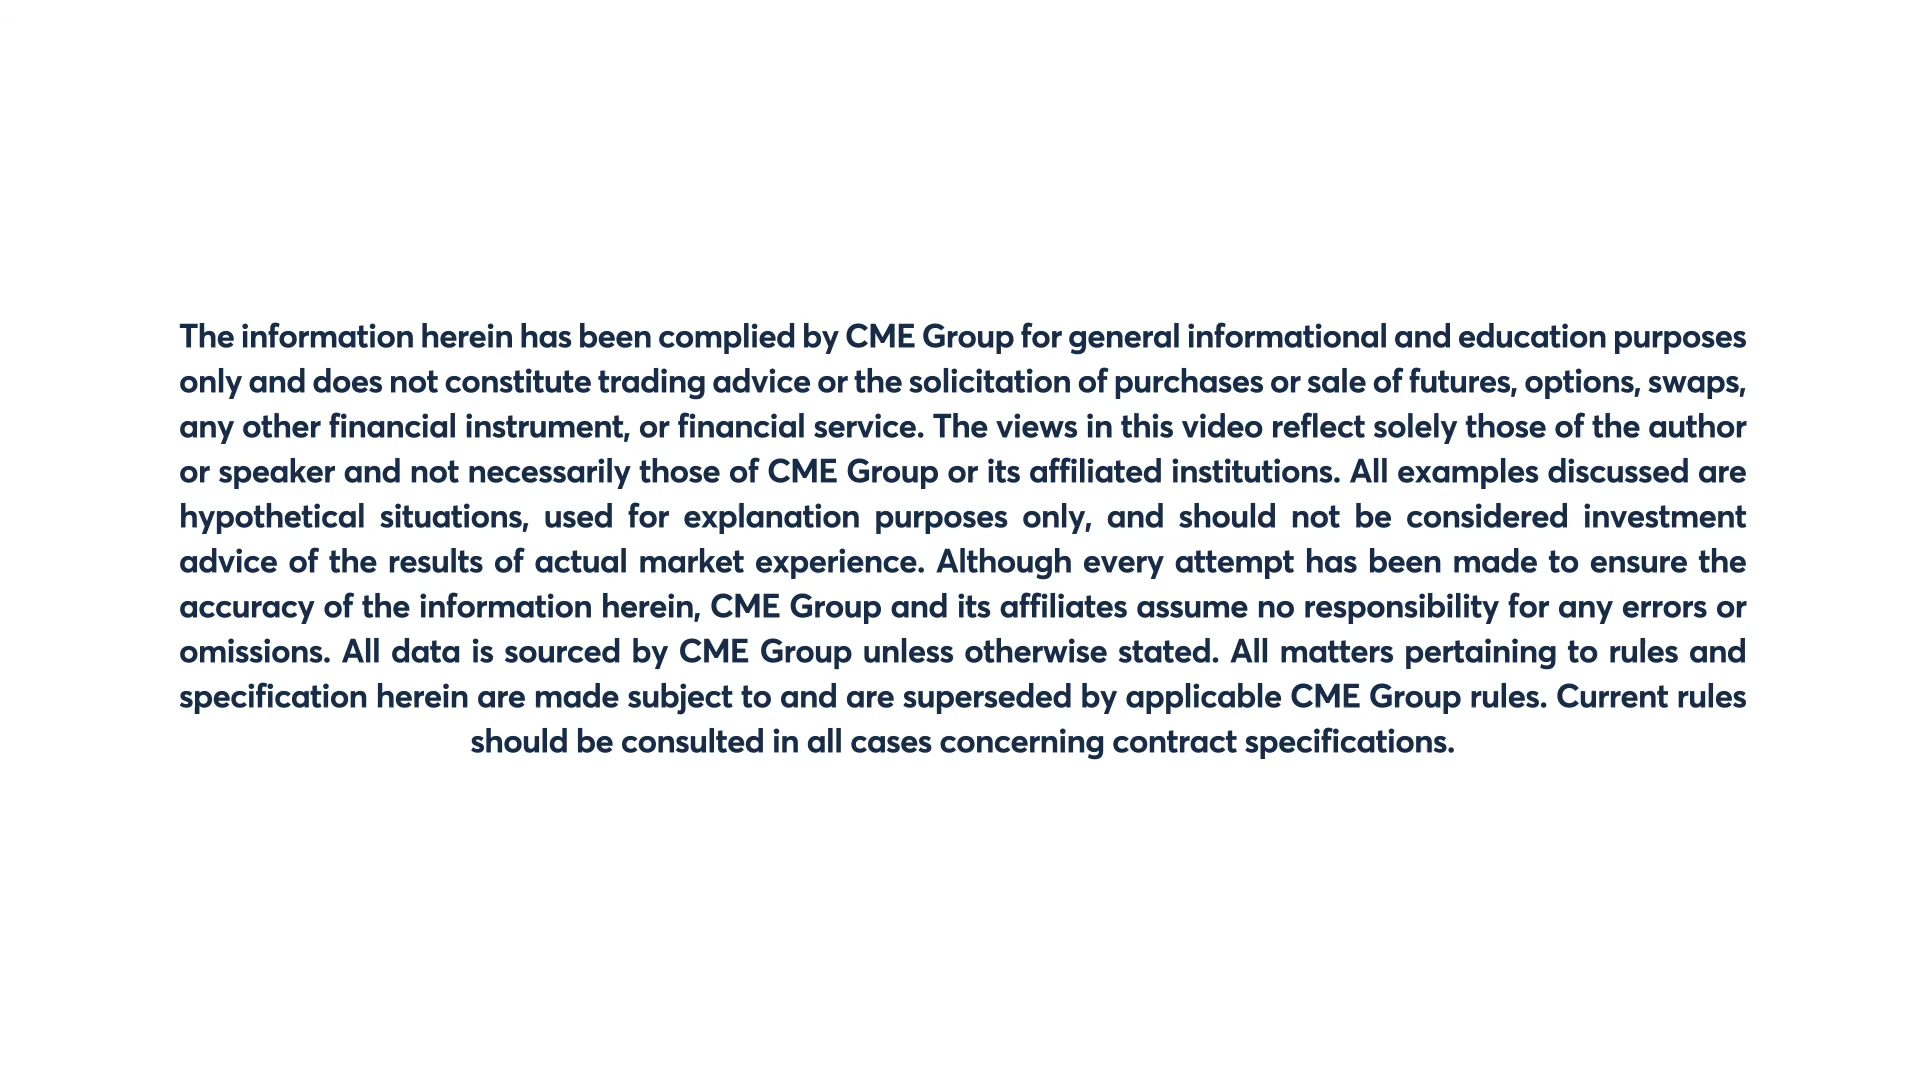 The information herein has been complied by CME Group for general informational and education purposes
only and does not constitute trading advice or the solicitation of purchases or sale of futures, options, swaps,
any other financial instrument, or financial service. The views in this video reflect solely those of the author
or speaker and not necessarily those of CME Group or its affiliated institutions. All examples discussed are
hypothetical situations, used for explanation purposes only, and should not be considered investment
advice of the results of actual market experience. Although every attempt has been made to ensure the
accuracy of the information herein, CME Group and its affiliates assume no responsibility for any errors or
omissions. All data is sourced by CME Group unless otherwise stated. All matters pertaining to rules and
specification herein are made subject to and are superseded by applicable CME Group rules. Current rules
should be consulted in all cases concerning contract specifications.